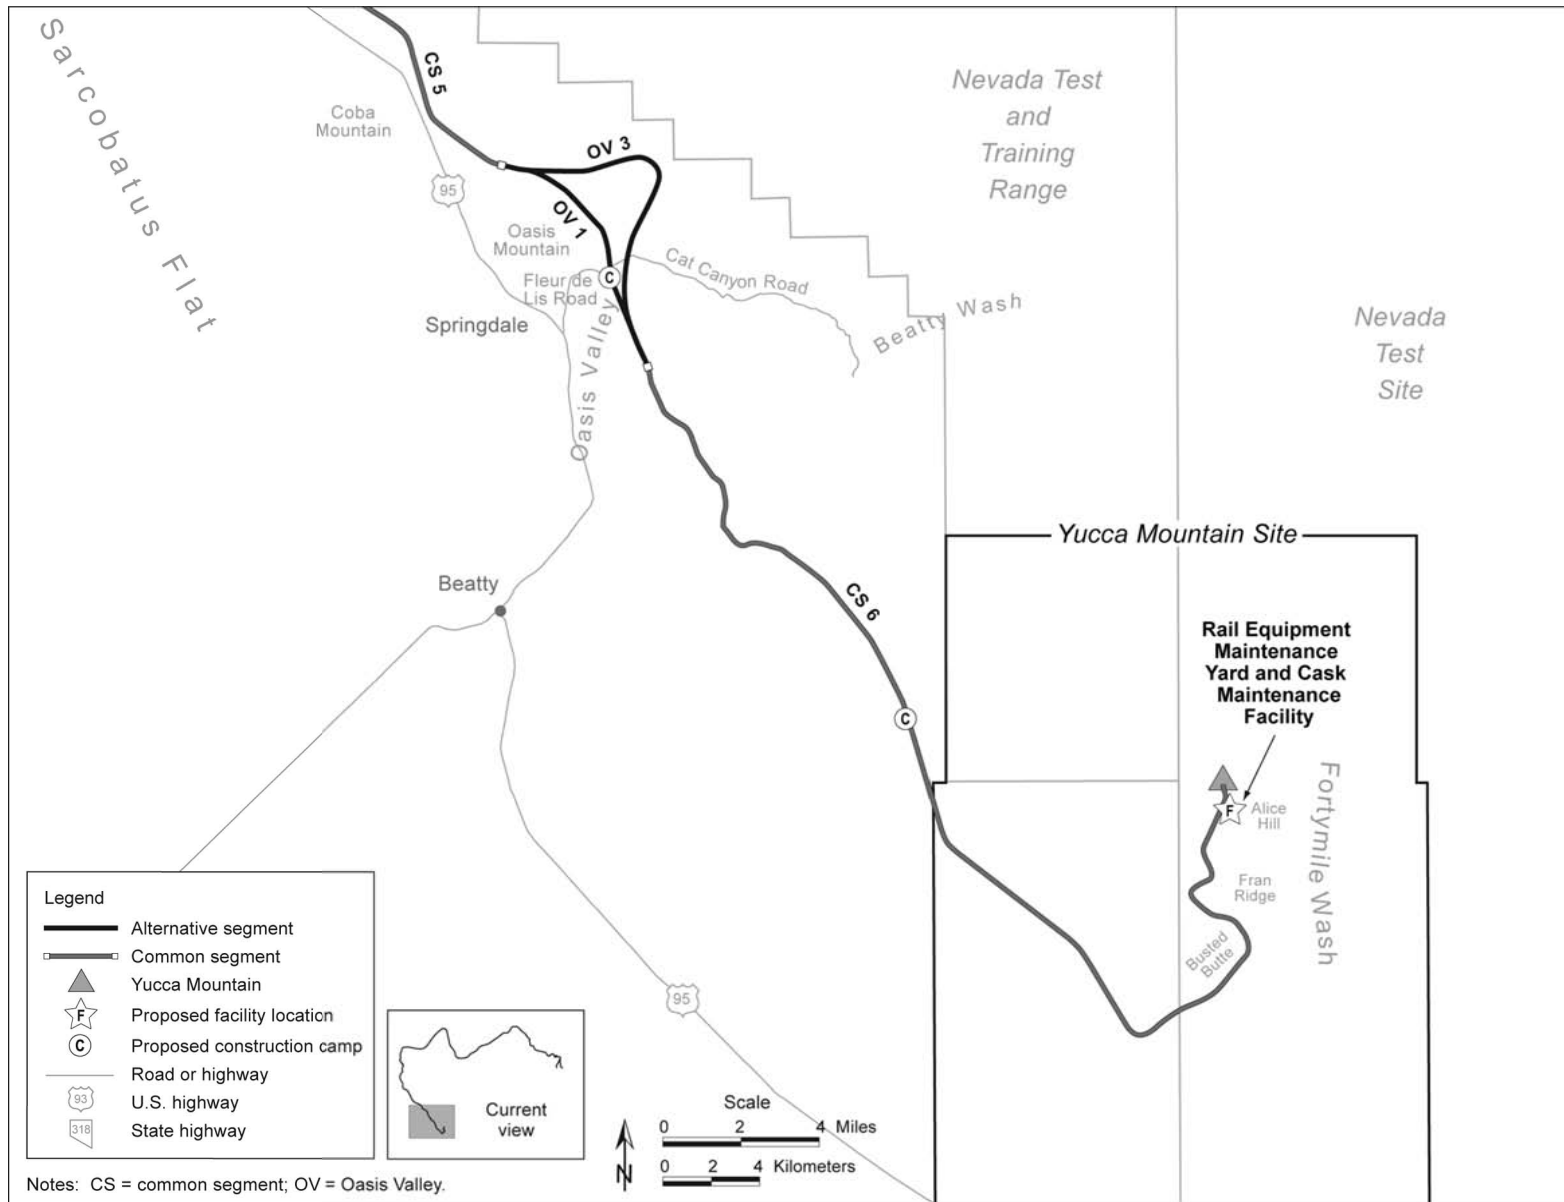 Sarcobatus Flat
CS 5
Coba
Mountain
95
OV 3
OV 1
Oasis
Mountain
C
Fleur de
Lis Road
Cat Canyon Road
Springdale
Oasis Valley
Beatty Wash
Nevada Test
and
Training
Range
Nevada
Test
Site
Yucca Mountain Site
Beatty
CS 6
C
Rail Equipment
Maintenance
Yard and Cask
Maintenance
Facility
F
Alice
Hill
Fran
Ridge
Busted
Butte
Fortymile Wash
95
Legend
Alternative segment
Common segment
Yucca Mountain
F Proposed facility location
C Proposed construction camp
Road or highway
93 U.S. highway
318 State highway
Current
view
N
Scale
0 2 4 Miles
0 2 4 Kilometers
Notes: CS = common segment; OV = Oasis Valley.